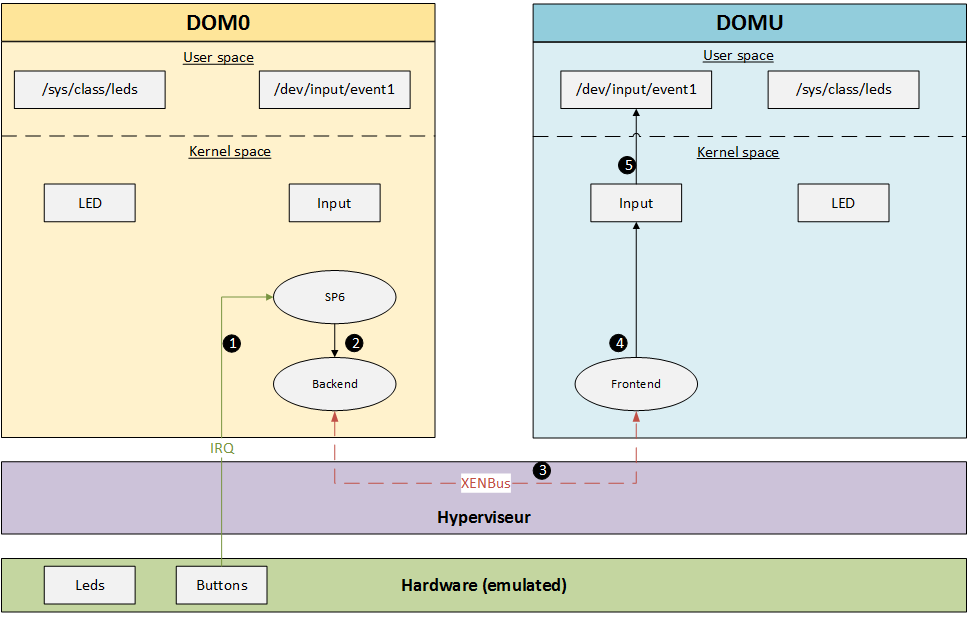 DOM0
User space
/sys/class/leds
/dev/input/event1
Kernel space
LED
Input
SP6
1
2
Backend
DOMU
User space
/dev/input/event1
/sys/class/leds
Kernel space
5
Input
LED
4
Frontend
IRQ
3
XENBus
Hyperviseur
Leds
Buttons
Hardware (emulated)